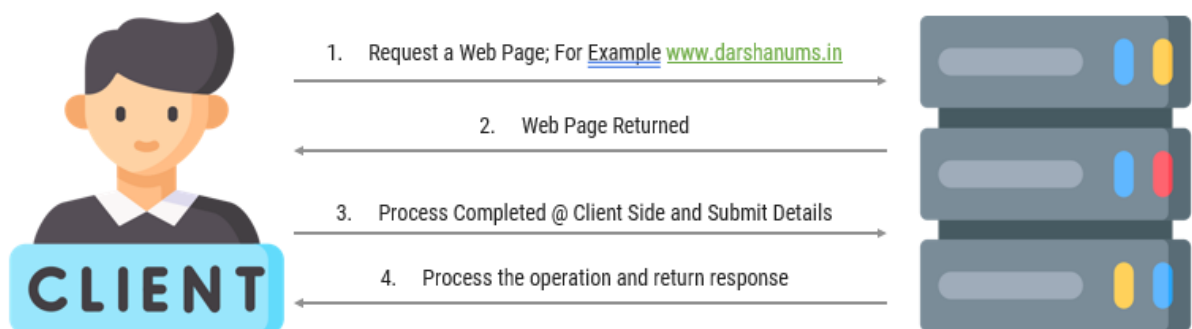 1. Request a Web Page; For Example www.darshanums.in
2. Web Page Returned
3. Process Completed @ Client Side and Submit Details
4. Process the operation and return response
CLIENT